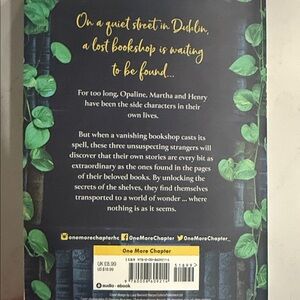 On a quiet street in Dublin,
a lost bookshop is waiting
to be found...
For too long, Opaline, Martha and Henry
have been the side characters in their
own lives.
But when a vanishing bookshop casts its
spell, these three unsuspecting strangers will
discover that their own stories are every bit as
extraordinary as the ones found in the pages
of their beloved books. By unlocking the
secrets of the shelves, they find themselves
transported to a world of wonder ... where
nothing is as it seems.
onemorechapterhc OneMoreChapter OneMoreChapter_
One More Chapter
UK £8.99
audio • ebook